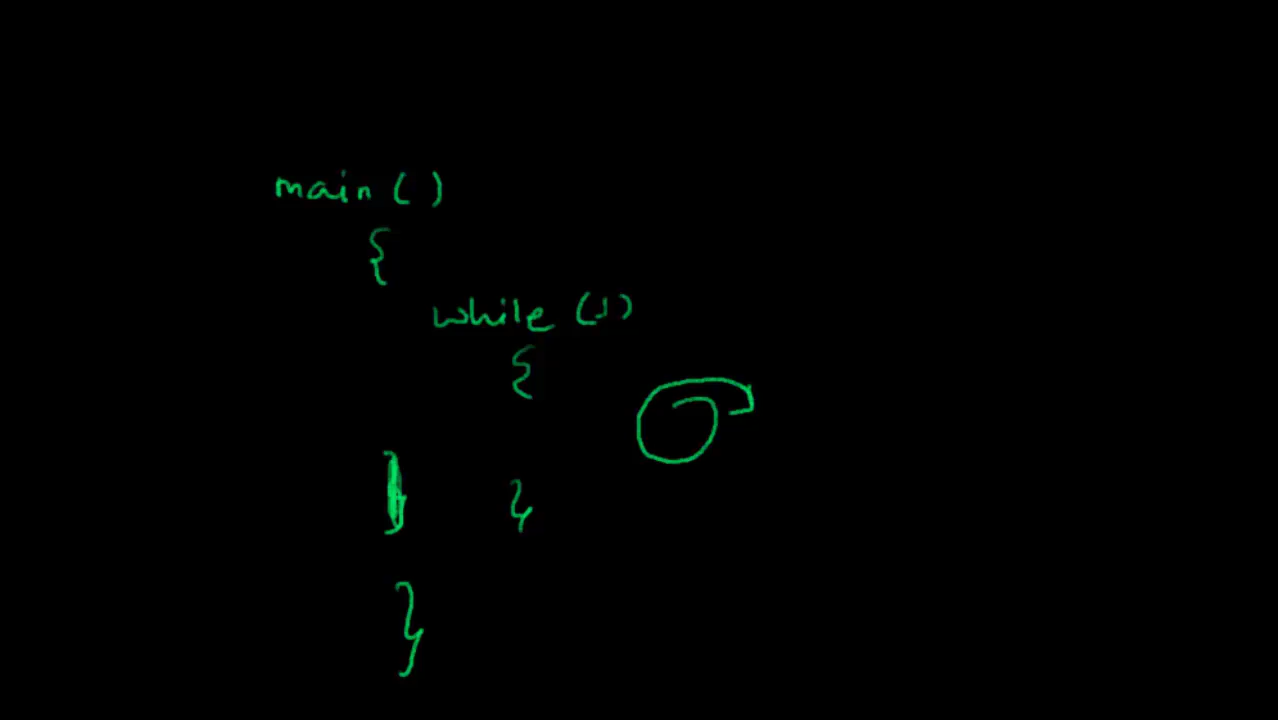 main()
{
while (1)
{
}
}